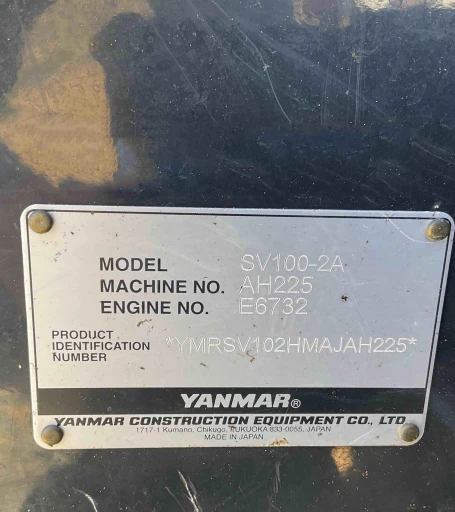 MODEL SV100-2A
MACHINE NO. AH225
ENGINE NO. E6732
PRODUCT
IDENTIFICATION *YMRSV102HMAJAH225*
NUMBER
YANMAR®
YANMAR CONSTRUCTION EQUIPMENT CO., LTD
1717-1 Kumano, Chikugo, FUKUOKA 833-0055, JAPAN
MADE IN JAPAN